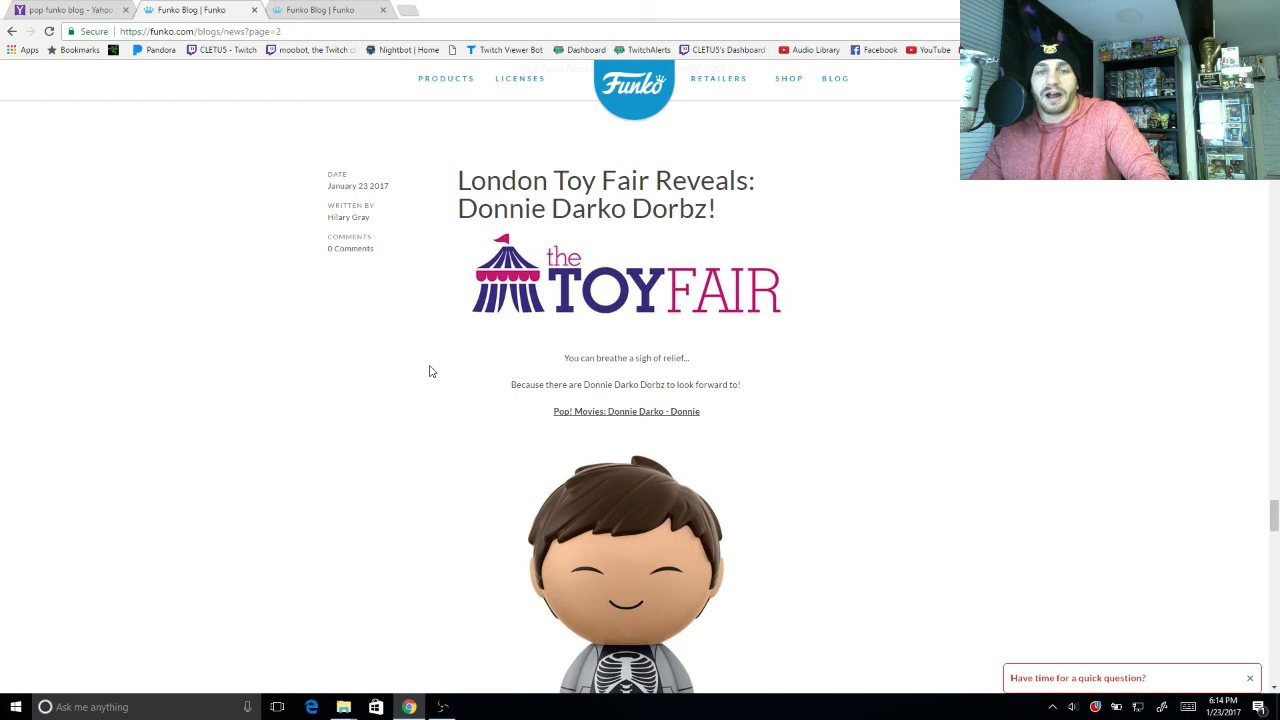 pop funko blog - Yahoo
Funko Blog | Funko
Funko Blog | Funko
Secure
https://funko.com/blogs/news?page=2
Apps
Bookmarks - Yahoo
Pandora
CLETU5 - Twitch
moobot, the Twitch c
Nightbot | Home
Twitch Viewer Bot
Dashboard
TwitchAlerts
CLETU5's Dashboard
Audio Library
Facebook
YouTube
PRODUCTS
LICENSES
Funko
RETAILERS
SHOP
BLOG
DATE
January 23 2017
WRITTEN BY
Hilary Gray
COMMENTS
0 Comments
London Toy Fair Reveals:
Donnie Darko Dorbz!
the
TOYFAIR
You can breathe a sigh of relief...
Because there are Donnie Darko Dorbz to look forward to!
Pop! Movies: Donnie Darko - Donnie
Have time for a quick question?
Ask me anything
6:14 PM
1/23/2017